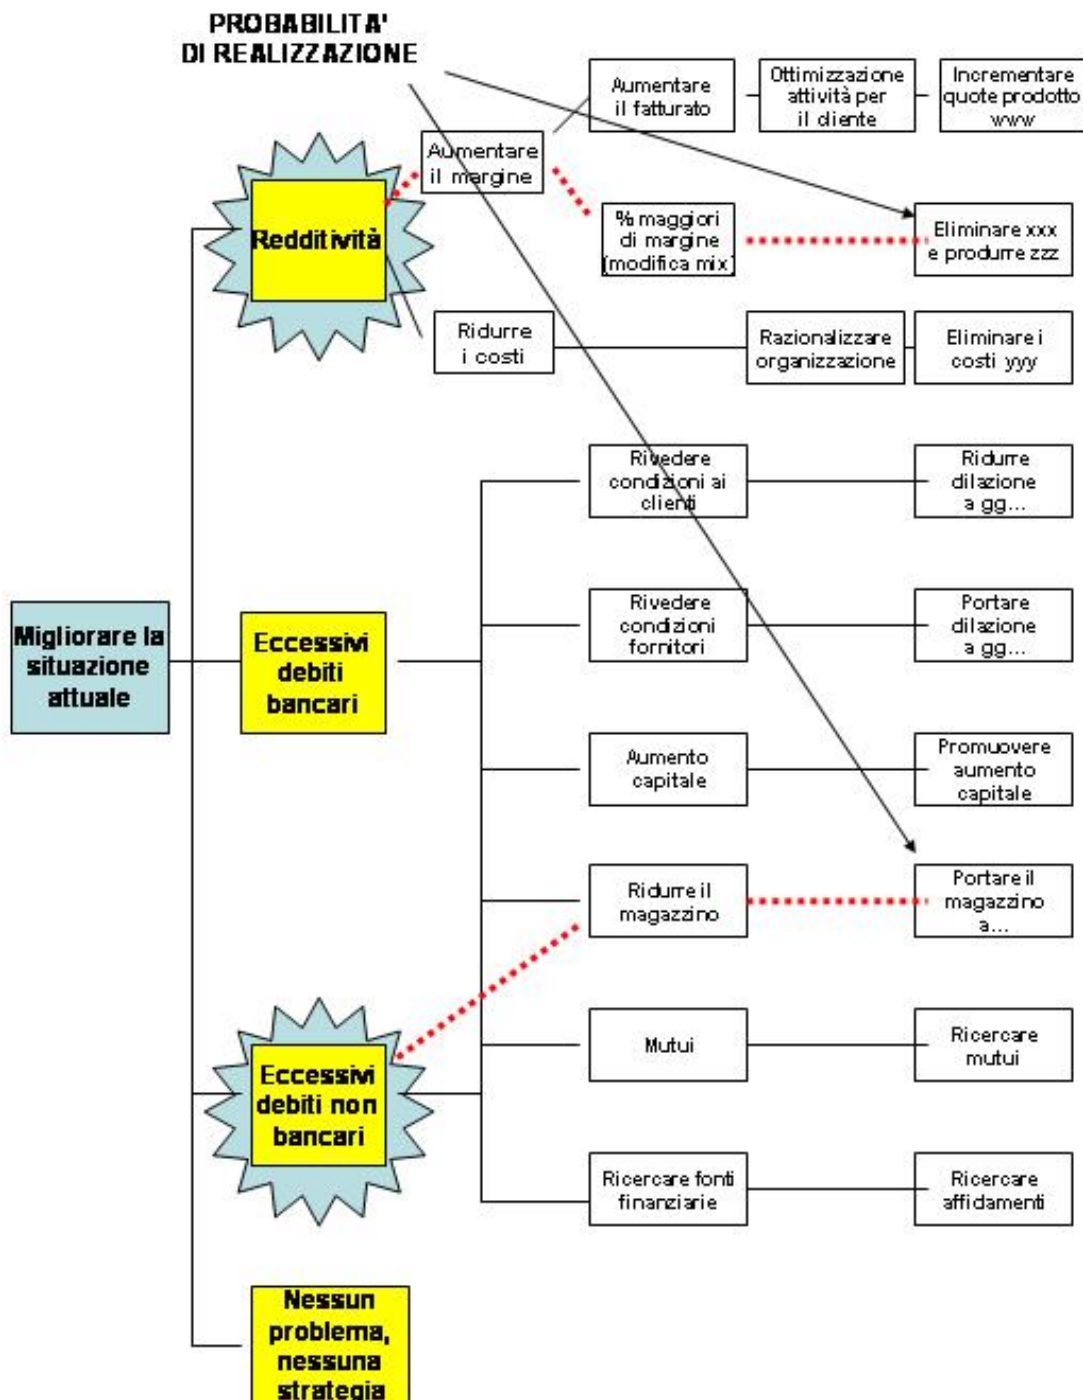 PROBABILITA'
DI REALIZZAZIONE
Aumentare
il fatturato
Ottimizzazione
attività per
il cliente
Incrementare
quote prodotto
www
Aumentare
il margine
Redditività
% maggiori
di margine
(modifica mix)
Eliminare xxx
e produrre zzz
Ridurre
i costi
Razionalizzare
organizzazione
Eliminare i
costi yyy
Rivedere
condizioni ai
clienti
Ridurre
dilazione
a gg...
Migliorare la
situazione
attuale
Eccessivi
debiti
bancari
Rivedere
condizioni
fornitori
Portare
dilazione
a gg...
Aumento
capitale
Promuovere
aumento
capitale
Ridurre il
magazzino
Portare il
magazzino
a...
Eccessivi
debiti non
bancari
Mutui
Ricercare
mutui
Ricercare fonti
finanziarie
Ricercare
affidamenti
Nessun
problema,
nessuna
strategia